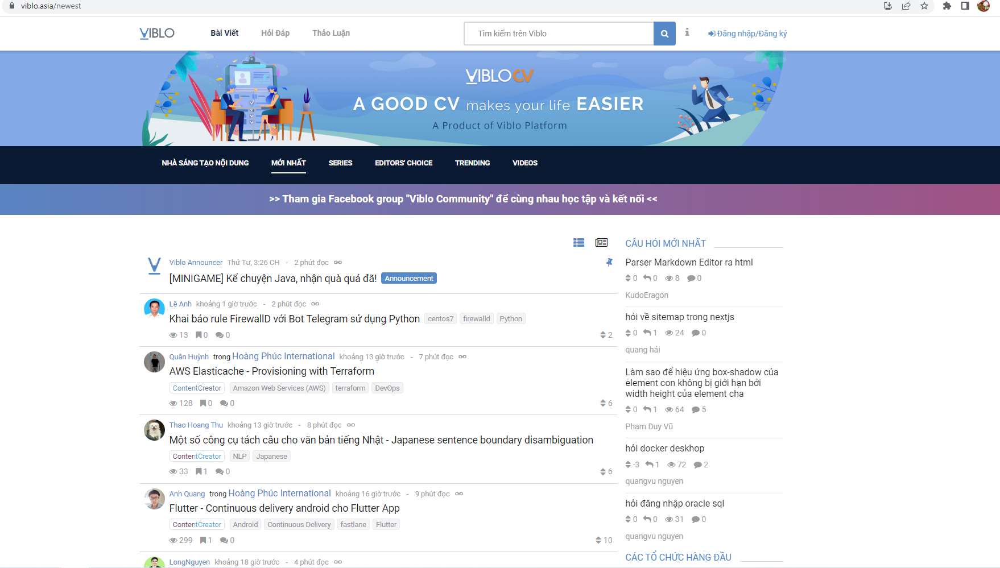 viblo.asia/newest
VIBLO
Bài Viết
Hỏi Đáp
Thảo Luận
Tìm kiếm trên Viblo
Đăng nhập/Đăng ký
VIBLO CV
A GOOD CV makes your life EASIER
A Product of Viblo Platform
NHÀ SÁNG TẠO NỘI DUNG
MỚI NHẤT
SERIES
EDITORS' CHOICE
TRENDING
VIDEOS
>> Tham gia Facebook group "Viblo Community" để cùng nhau học tập và kết nối <<
Viblo Announcer Thứ Tư, 3:26 CH - 2 phút đọc
[MINIGAME] Kể chuyện Java, nhận quà quá đã! Announcement
Lê Anh khoảng 1 giờ trước - 2 phút đọc
Khai báo rule FirewallD với Bot Telegram sử dụng Python centos7 firewalld Python
13 0 0 2
Quân Huỳnh trong Hoàng Phúc International khoảng 13 giờ trước - 7 phút đọc
AWS Elasticache - Provisioning with Terraform
ContentCreator Amazon Web Services (AWS) terraform DevOps
128 0 0 6
Thao Hoang Thu khoảng 13 giờ trước - 8 phút đọc
Một số công cụ tách câu cho văn bản tiếng Nhật - Japanese sentence boundary disambiguation
ContentCreator NLP Japanese
33 1 0 6
Anh Quang trong Hoàng Phúc International khoảng 16 giờ trước - 9 phút đọc
Flutter - Continuous delivery android cho Flutter App
ContentCreator Android Continuous Delivery fastlane Flutter
299 1 0 10
LongNguyen khoảng 18 giờ trước - 4 phút đọc
CÂU HỎI MỚI NHẤT
Parser Markdown Editor ra html
0 0 8 0
KudoEragon
hỏi về sitemap trong nextjs
0 1 24 0
quang hải
Làm sao để hiệu ứng box-shadow của
element con không bị giới hạn bởi
width height của element cha
0 1 64 5
Phạm Duy Vũ
hỏi docker deskhop
-3 1 72 2
quangvu nguyen
hỏi đăng nhập oracle sql
0 0 31 0
quangvu nguyen
CÁC TỔ CHỨC HÀNG ĐẦU